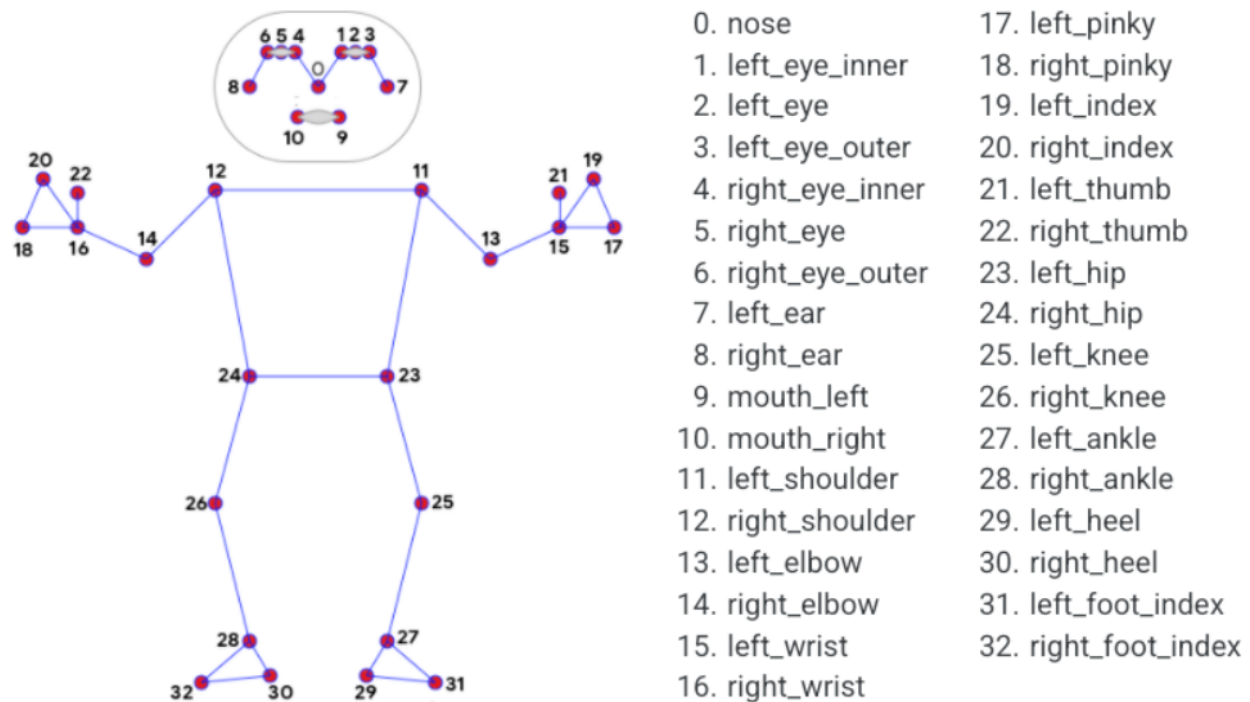 6 5 4 1 2 3
0
8 7
10 9
20 22 12 11 21 19
18 16 14 13 15 17
24 23
26 25
28 27
32 30 29 31
0. nose
1. left_eye_inner
2. left_eye
3. left_eye_outer
4. right_eye_inner
5. right_eye
6. right_eye_outer
7. left_ear
8. right_ear
9. mouth_left
10. mouth_right
11. left_shoulder
12. right_shoulder
13. left_elbow
14. right_elbow
15. left_wrist
16. right_wrist
17. left_pinky
18. right_pinky
19. left_index
20. right_index
21. left_thumb
22. right_thumb
23. left_hip
24. right_hip
25. left_knee
26. right_knee
27. left_ankle
28. right_ankle
29. left_heel
30. right_heel
31. left_foot_index
32. right_foot_index